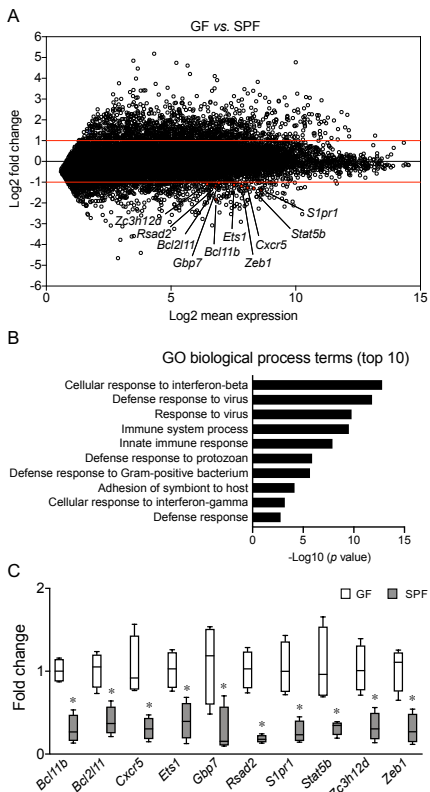 A
GF vs. SPF
Log2 fold change
6
5
4
3
2
1
0
-1
-2
-3
-4
-5
-6
Zc3h12d
Rsad2
Bcl2l11
Gbp7
Bcl11b
Ets1
Zeb1
Cxcr5
Stat5b
S1pr1
0 5 10 15
Log2 mean expression
B
GO biological process terms (top 10)
Cellular response to interferon-beta
Defense response to virus
Response to virus
Immune system process
Innate immune response
Defense response to protozoan
Defense response to Gram-positive bacterium
Adhesion of symbiont to host
Cellular response to interferon-gamma
Defense response
0 5 10 15
-Log10 (p value)
C
GF SPF
Fold change
2
1
0
* * * * * * * * * *
Bcl11b Bcl2l11 Cxcr5 Ets1 Gbp7 Rsad2 S1pr1 Stat5b Zc3h12d Zeb1